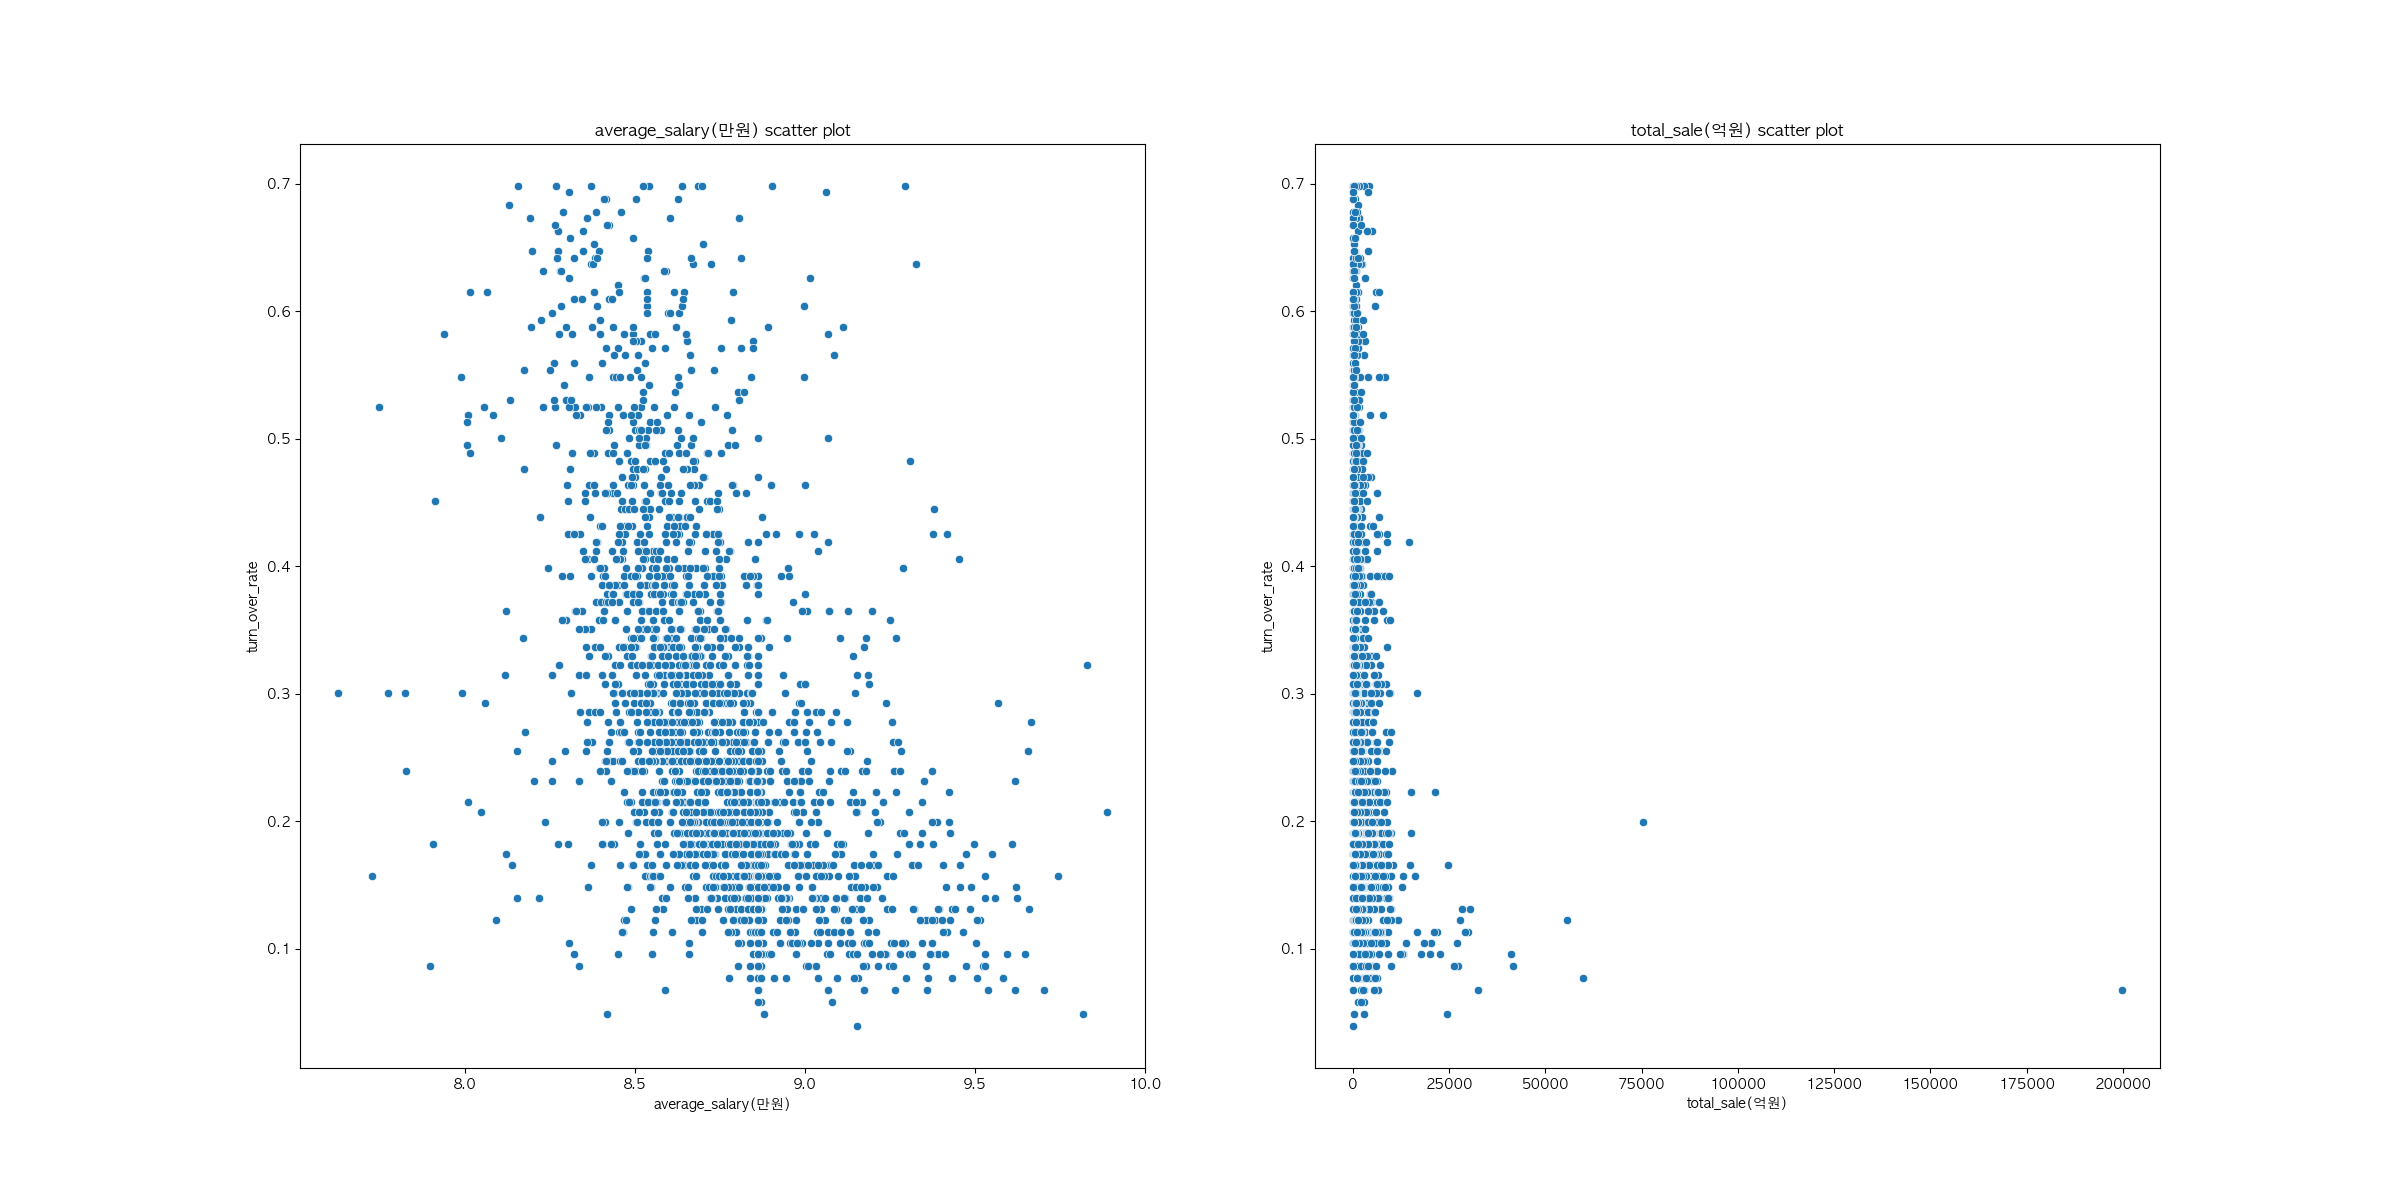 average_salary(만원) scatter plot
0.7
0.6
0.5
0.4
0.3
0.2
0.1
turn_over_rate
8.0 8.5 9.0 9.5 10.0
average_salary(만원)
total_sale(억원) scatter plot
0.7
0.6
0.5
0.4
0.3
0.2
0.1
turn_over_rate
0 25000 50000 75000 100000 125000 150000 175000 200000
total_sale(억원)